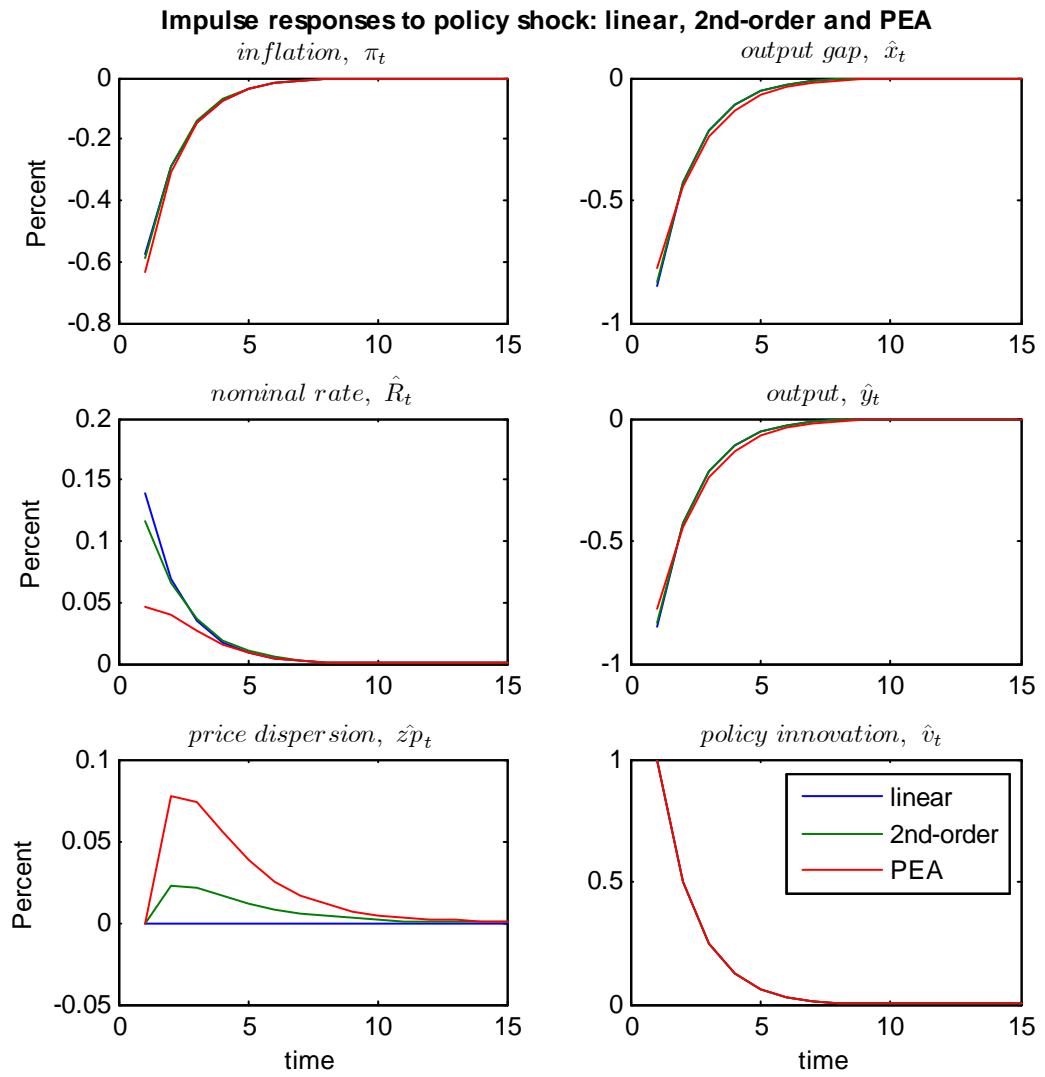 Impulse responses to policy shock: linear, 2nd-order and PEA
inflation, π_t
output gap, x̂_t
0
-0.2
-0.4
-0.6
-0.8
Percent
0 5 10 15
0
-0.5
-1
0 5 10 15
nominal rate, R̂_t
output, ŷ_t
0.2
0.15
0.1
0.05
0
Percent
0 5 10 15
0
-0.5
-1
0 5 10 15
price dispersion, ẑp_t
policy innovation, v̂_t
0.1
0.05
0
-0.05
Percent
0 5 10 15
time
1
0.5
0
0 5 10 15
time
linear
2nd-order
PEA